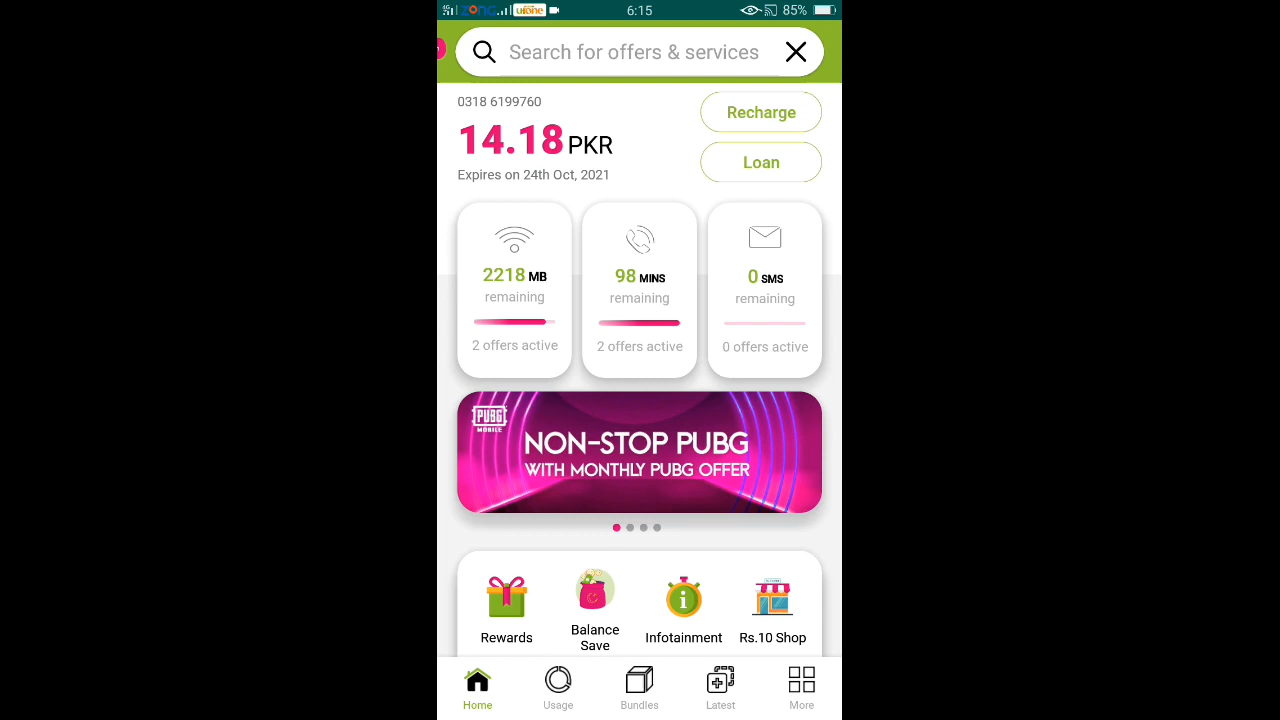 4G ZONG ufone 6:15 85%
Search for offers & services
0318 6199760
Recharge
14.18 PKR
Loan
Expires on 24th Oct, 2021
2218 MB
remaining
2 offers active
98 MINS
remaining
2 offers active
0 SMS
remaining
0 offers active
PUBG
MOBILE
NON-STOP PUBG
WITH MONTHLY PUBG OFFER
Rewards
Balance
Save
Infotainment
Rs.10 Shop
Home
Usage
Bundles
Latest
More